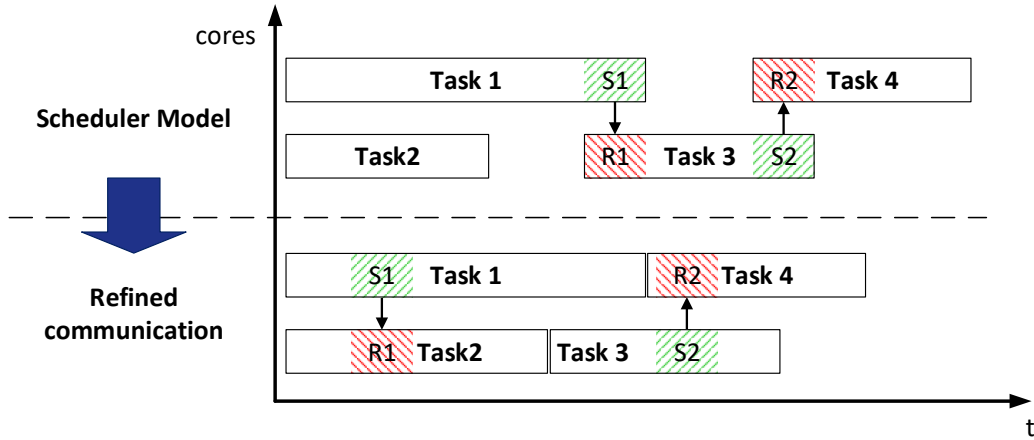 cores
Task 1 S1 R2 Task 4
Scheduler Model
Task2 R1 Task 3 S2
S1 Task 1 R2 Task 4
Refined
communication
R1 Task2 Task 3 S2
t